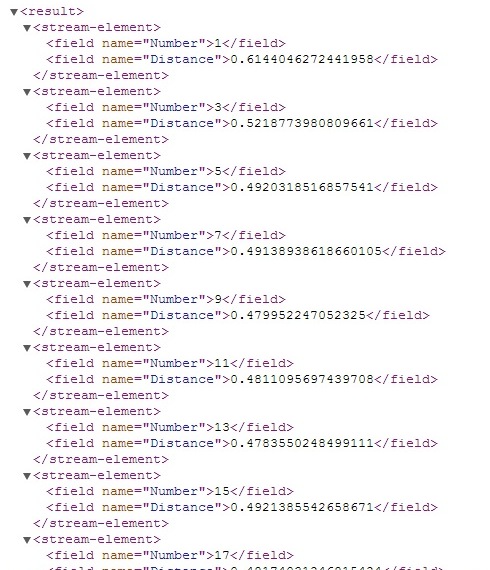 ▼<result>
▼<stream-element>
<field name="Number">1</field>
<field name="Distance">0.6144046272441958</field>
</stream-element>
▼<stream-element>
<field name="Number">3</field>
<field name="Distance">0.5218773980809661</field>
</stream-element>
▼<stream-element>
<field name="Number">5</field>
<field name="Distance">0.4920318516857541</field>
</stream-element>
▼<stream-element>
<field name="Number">7</field>
<field name="Distance">0.49138938618660105</field>
</stream-element>
▼<stream-element>
<field name="Number">9</field>
<field name="Distance">0.479952247052325</field>
</stream-element>
▼<stream-element>
<field name="Number">11</field>
<field name="Distance">0.4811095697439708</field>
</stream-element>
▼<stream-element>
<field name="Number">13</field>
<field name="Distance">0.4783550248499111</field>
</stream-element>
▼<stream-element>
<field name="Number">15</field>
<field name="Distance">0.4921385542658671</field>
</stream-element>
▼<stream-element>
<field name="Number">17</field>